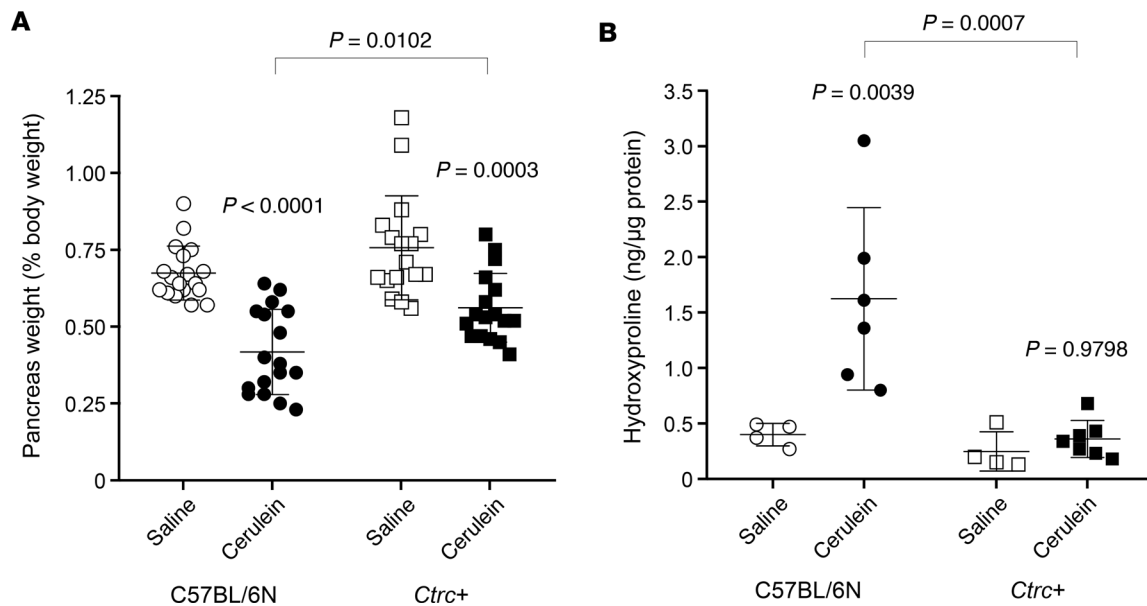 A
P = 0.0102
Pancreas weight (% body weight)
1.25
1.00
0.75
0.50
0.25
0
P < 0.0001
P = 0.0003
Saline
Cerulein
Saline
Cerulein
C57BL/6N
Ctrc+
B
P = 0.0007
Hydroxyproline (ng/μg protein)
3.5
3.0
2.5
2.0
1.5
1.0
0.5
0
P = 0.0039
P = 0.9798
Saline
Cerulein
Saline
Cerulein
C57BL/6N
Ctrc+